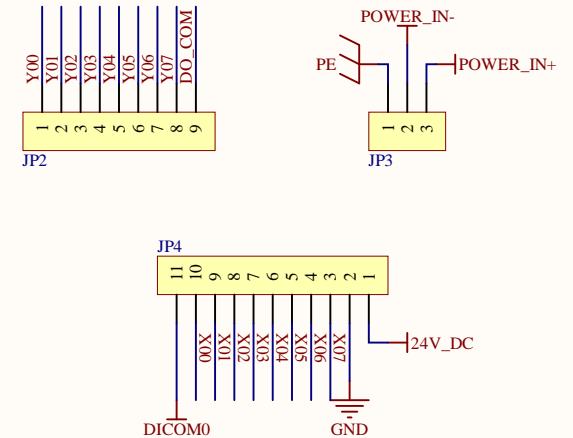 POWER_IN-
Y00
Y01
Y02
Y03
Y04
Y05
Y06
Y07
DO_COM
PE
POWER_IN+
1 2 3 4 5 6 7 8 9
1 2 3
JP2
JP3
JP4
11 10 9 8 7 6 5 4 3 2 1
X00
X01
X02
X03
X04
X05
X06
X07
24V_DC
DICOM0
GND